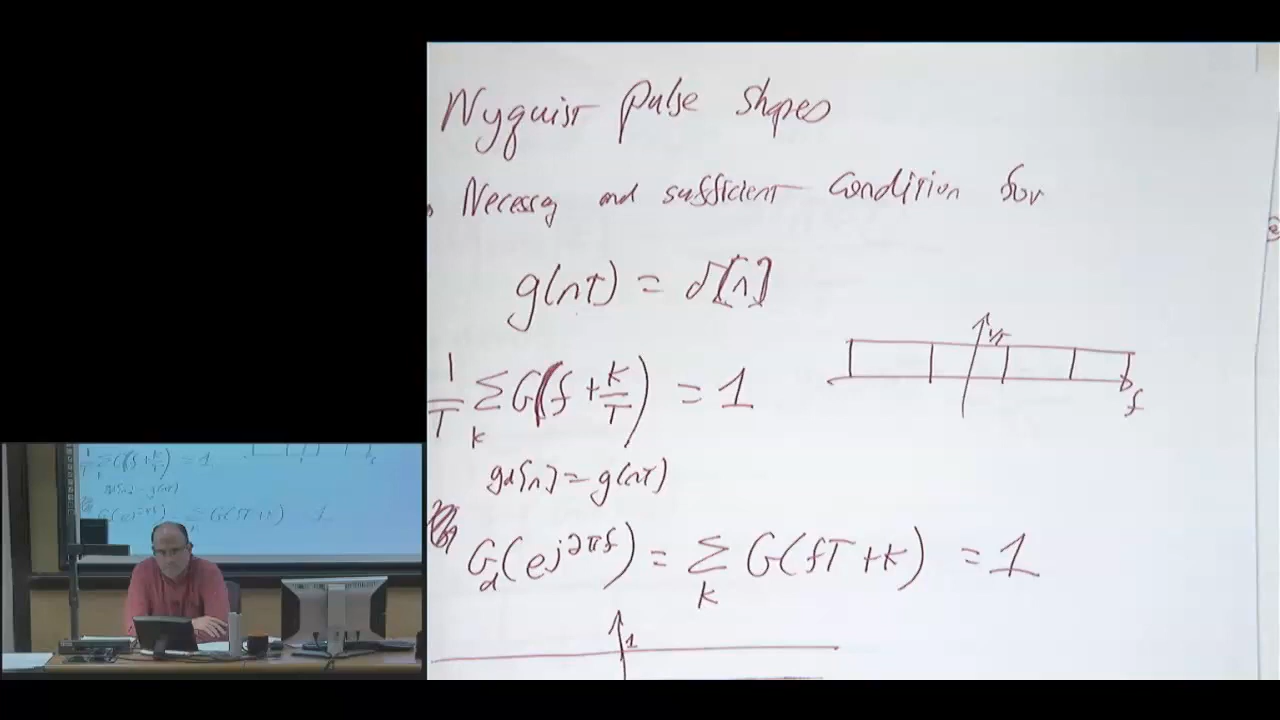 Nyquist pulse shapes
Necessary and sufficient condition for
g(nT) = δ[n]
1/T
f
1/T Σ_k G(f + k/T) = 1
gd[n] = g(nT)
G_d(e^{j2πf}) = Σ_k G(fT + k) = 1
1